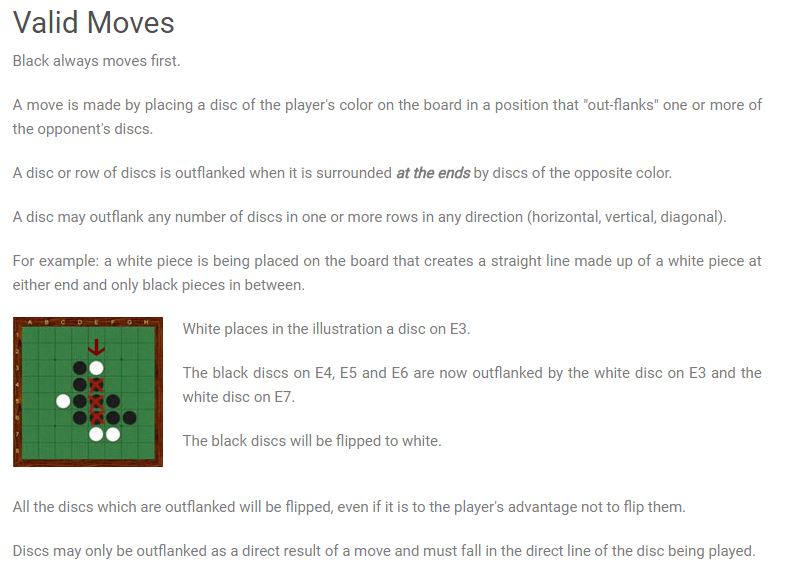 Valid Moves
Black always moves first.
A move is made by placing a disc of the player's color on the board in a position that "out-flanks" one or more of
the opponent's discs.
A disc or row of discs is outflanked when it is surrounded at the ends by discs of the opposite color.
A disc may outflank any number of discs in one or more rows in any direction (horizontal, vertical, diagonal).
For example: a white piece is being placed on the board that creates a straight line made up of a white piece at
either end and only black pieces in between.
A B C D E F G H
1
2
3
4
5
6
7
8
White places in the illustration a disc on E3.
The black discs on E4, E5 and E6 are now outflanked by the white disc on E3 and the
white disc on E7.
The black discs will be flipped to white.
All the discs which are outflanked will be flipped, even if it is to the player's advantage not to flip them.
Discs may only be outflanked as a direct result of a move and must fall in the direct line of the disc being played.